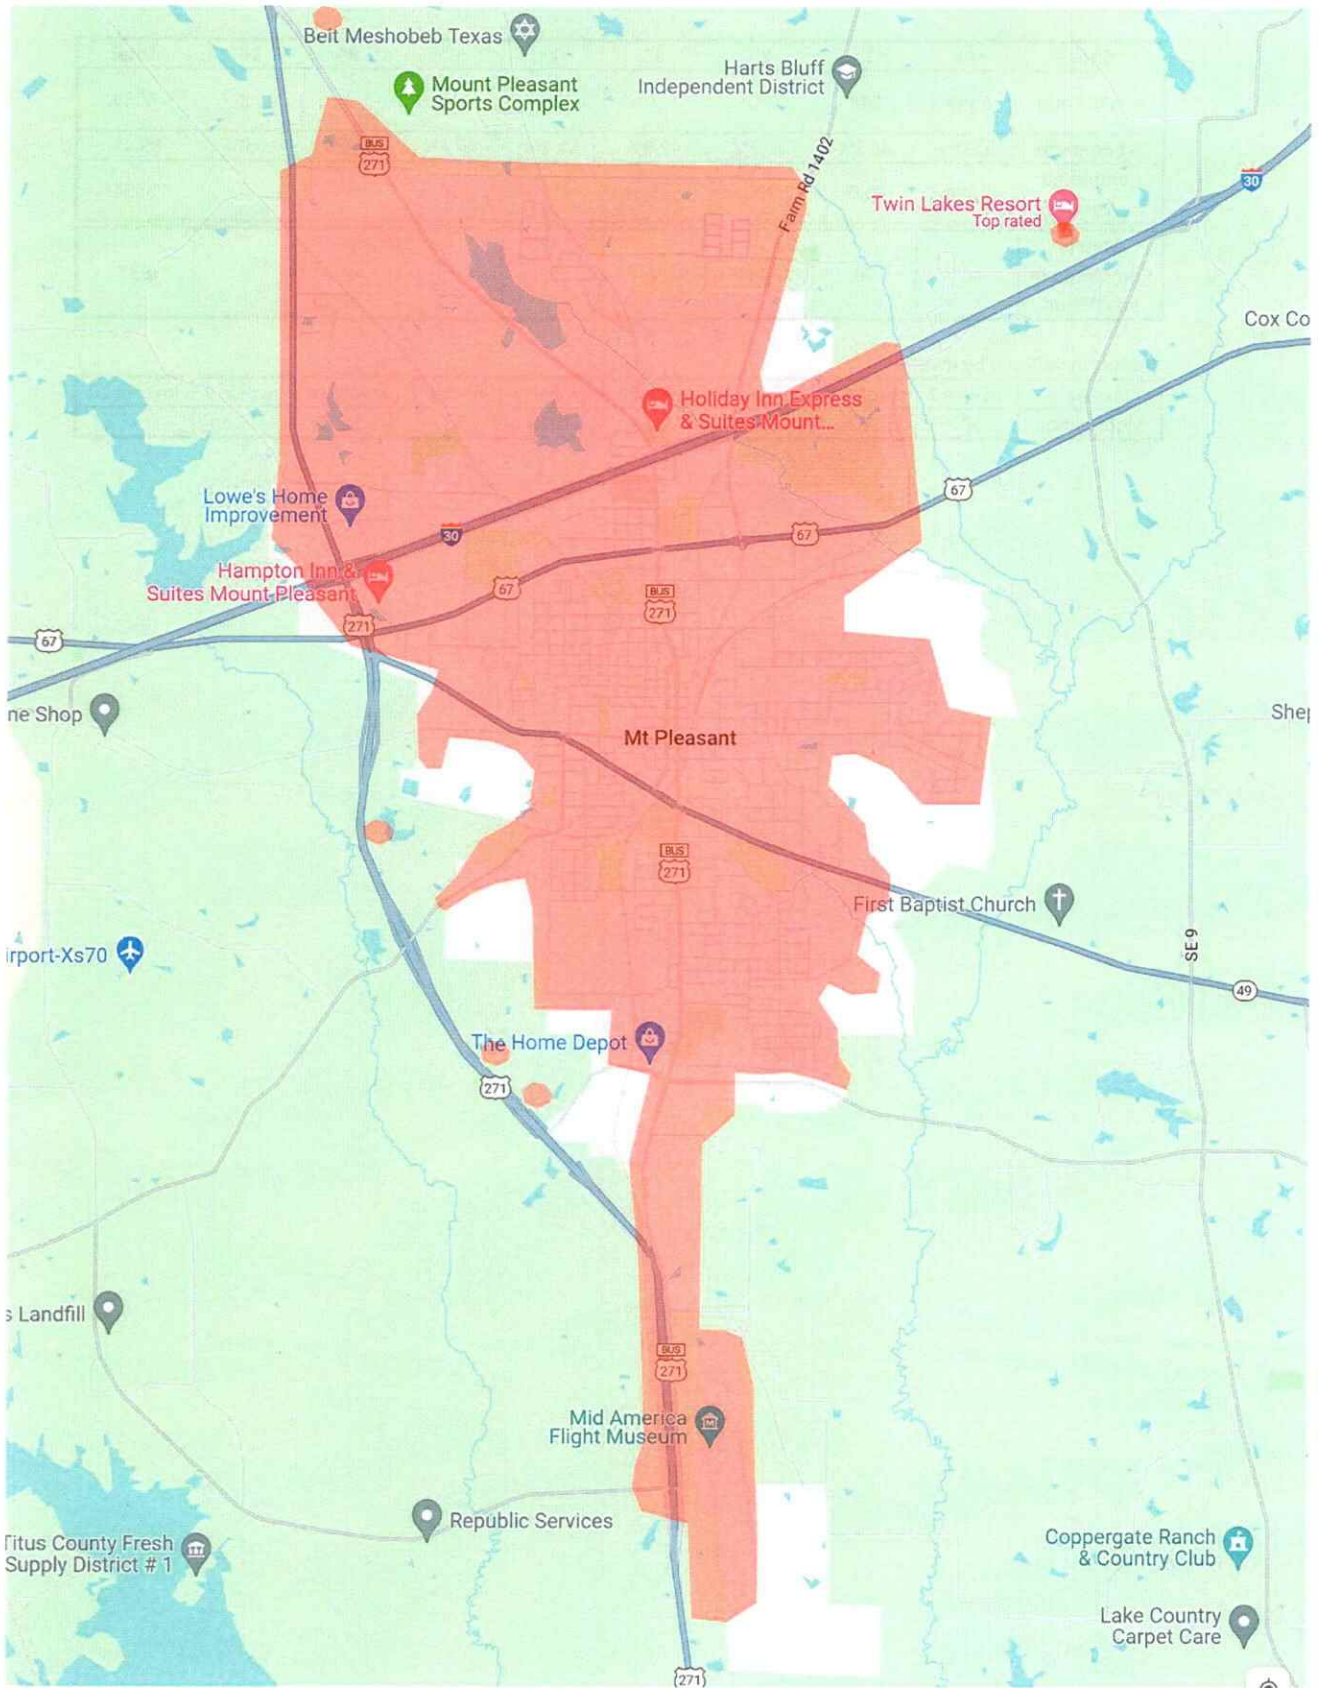 Beit Meshobeb Texas
Mount Pleasant
Sports Complex
Harts Bluff
Independent District
BUS
271
Farm Rd 1402
30
Twin Lakes Resort
Top rated
Cox Co
Holiday Inn Express
& Suites Mount...
Lowe's Home
Improvement
67
30
67
Hampton Inn &
Suites Mount Pleasant
67
BUS
271
271
67
ne Shop
Shep
Mt Pleasant
BUS
271
First Baptist Church
irport-Xs70
SE 9
49
The Home Depot
271
s Landfill
BUS
271
Mid America
Flight Museum
Republic Services
Titus County Fresh
Supply District # 1
Coppergate Ranch
& Country Club
Lake Country
Carpet Care
271